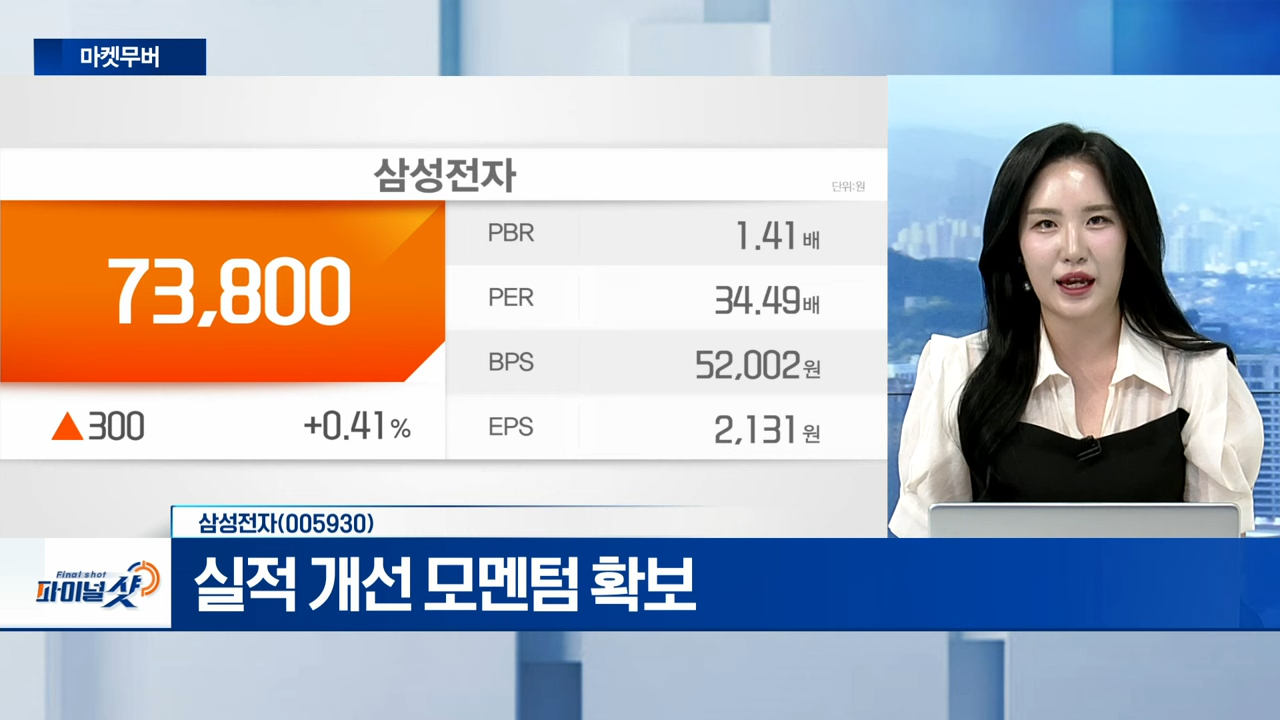 마켓무버
삼성전자
단위:원
73,800
▲300 +0.41%
PBR 1.41배
PER 34.49배
BPS 52,002원
EPS 2,131원
삼성전자(005930)
Final shot
파이널샷
실적 개선 모멘텀 확보